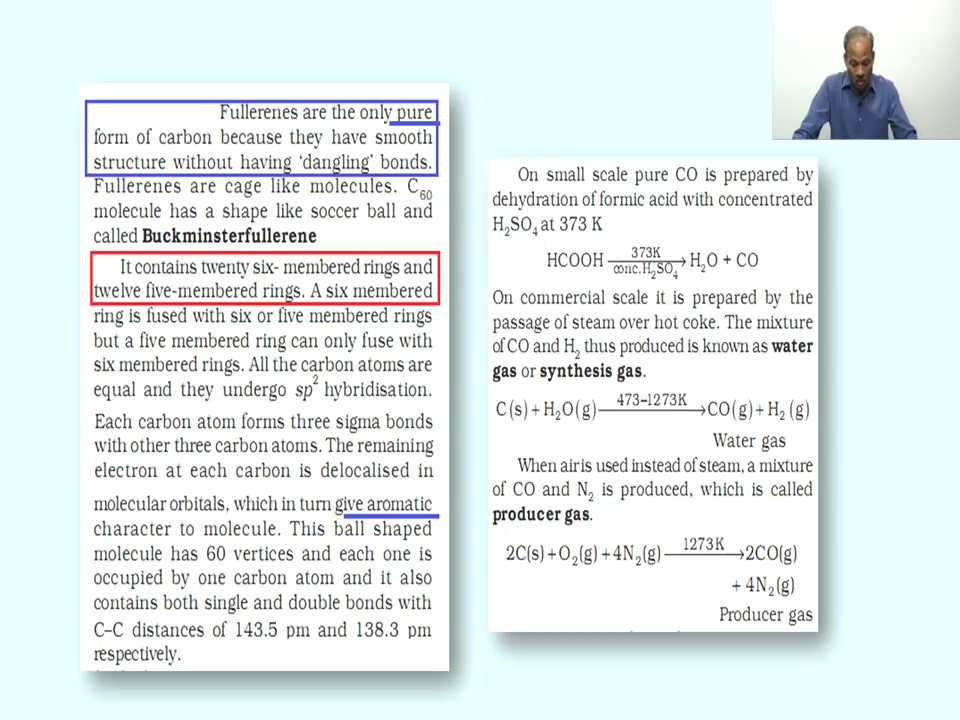 Fullerenes are the only pure
form of carbon because they have smooth
structure without having ‘dangling’ bonds.
Fullerenes are cage like molecules. C60
molecule has a shape like soccer ball and
called Buckminsterfullerene
It contains twenty six- membered rings and
twelve five-membered rings. A six membered
ring is fused with six or five membered rings
but a five membered ring can only fuse with
six membered rings. All the carbon atoms are
equal and they undergo sp2 hybridisation.
Each carbon atom forms three sigma bonds
with other three carbon atoms. The remaining
electron at each carbon is delocalised in
molecular orbitals, which in turn give aromatic
character to molecule. This ball shaped
molecule has 60 vertices and each one is
occupied by one carbon atom and it also
contains both single and double bonds with
C–C distances of 143.5 pm and 138.3 pm
respectively.
On small scale pure CO is prepared by
dehydration of formic acid with concentrated
H2SO4 at 373 K
HCOOH 373K conc.H2SO4 → H2O + CO
On commercial scale it is prepared by the
passage of steam over hot coke. The mixture
of CO and H2 thus produced is known as water
gas or synthesis gas.
C(s) + H2O(g) 473–1273K → CO(g) + H2(g)
Water gas
When air is used instead of steam, a mixture
of CO and N2 is produced, which is called
producer gas.
2C(s) + O2(g) + 4N2(g) 1273K → 2CO(g)
+ 4N2(g)
Producer gas